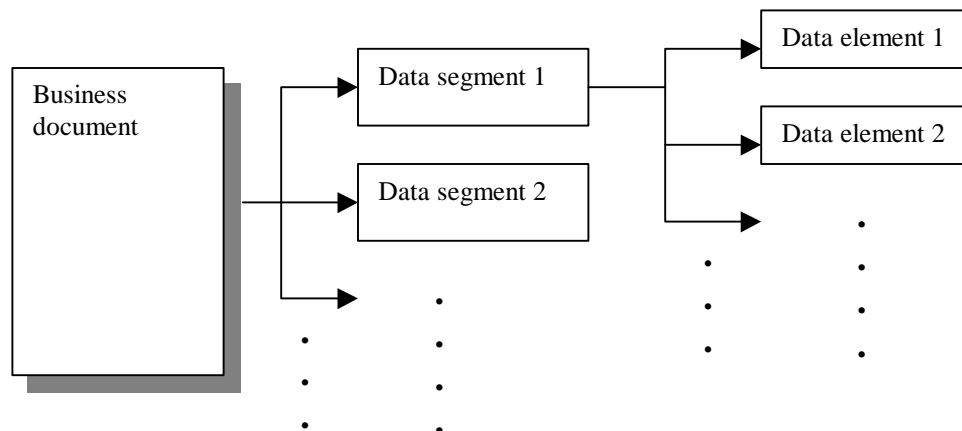 Business
document
Data segment 1
Data segment 2
Data element 1
Data element 2